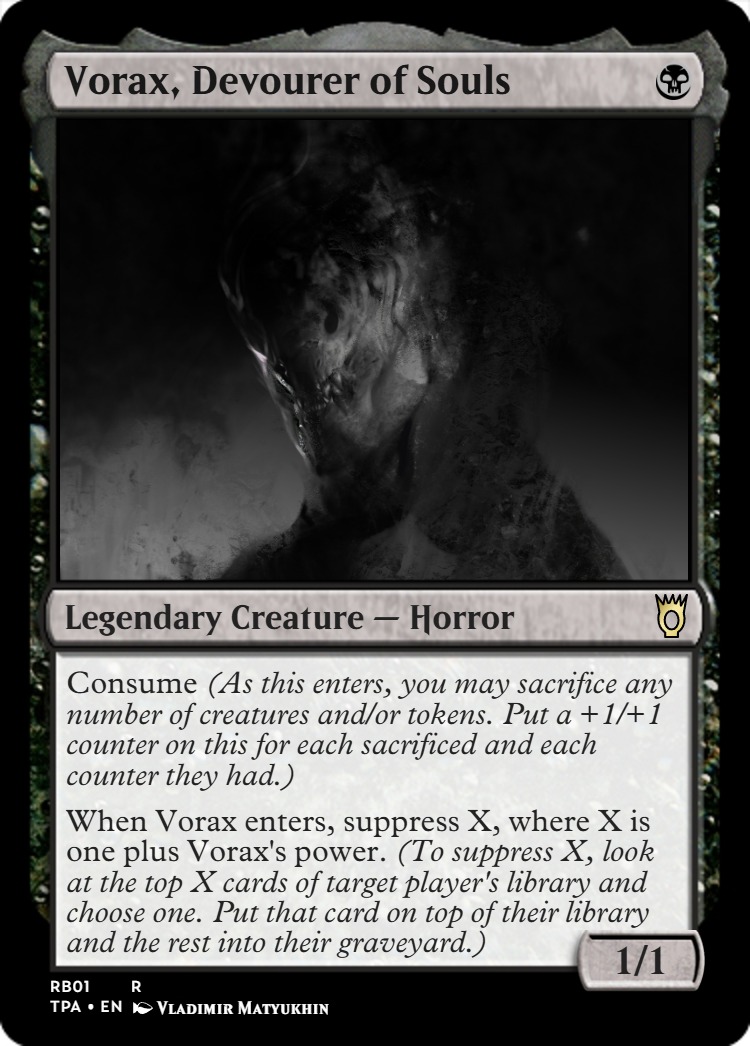 Vorax, Devourer of Souls
Legendary Creature — Horror
Consume (As this enters, you may sacrifice any
number of creatures and/or tokens. Put a +1/+1
counter on this for each sacrificed and each
counter they had.)
When Vorax enters, suppress X, where X is
one plus Vorax's power. (To suppress X, look
at the top X cards of target player's library and
choose one. Put that card on top of their library
and the rest into their graveyard.)
1/1
RB01 R
TPA • EN Vladimir Matyukhin